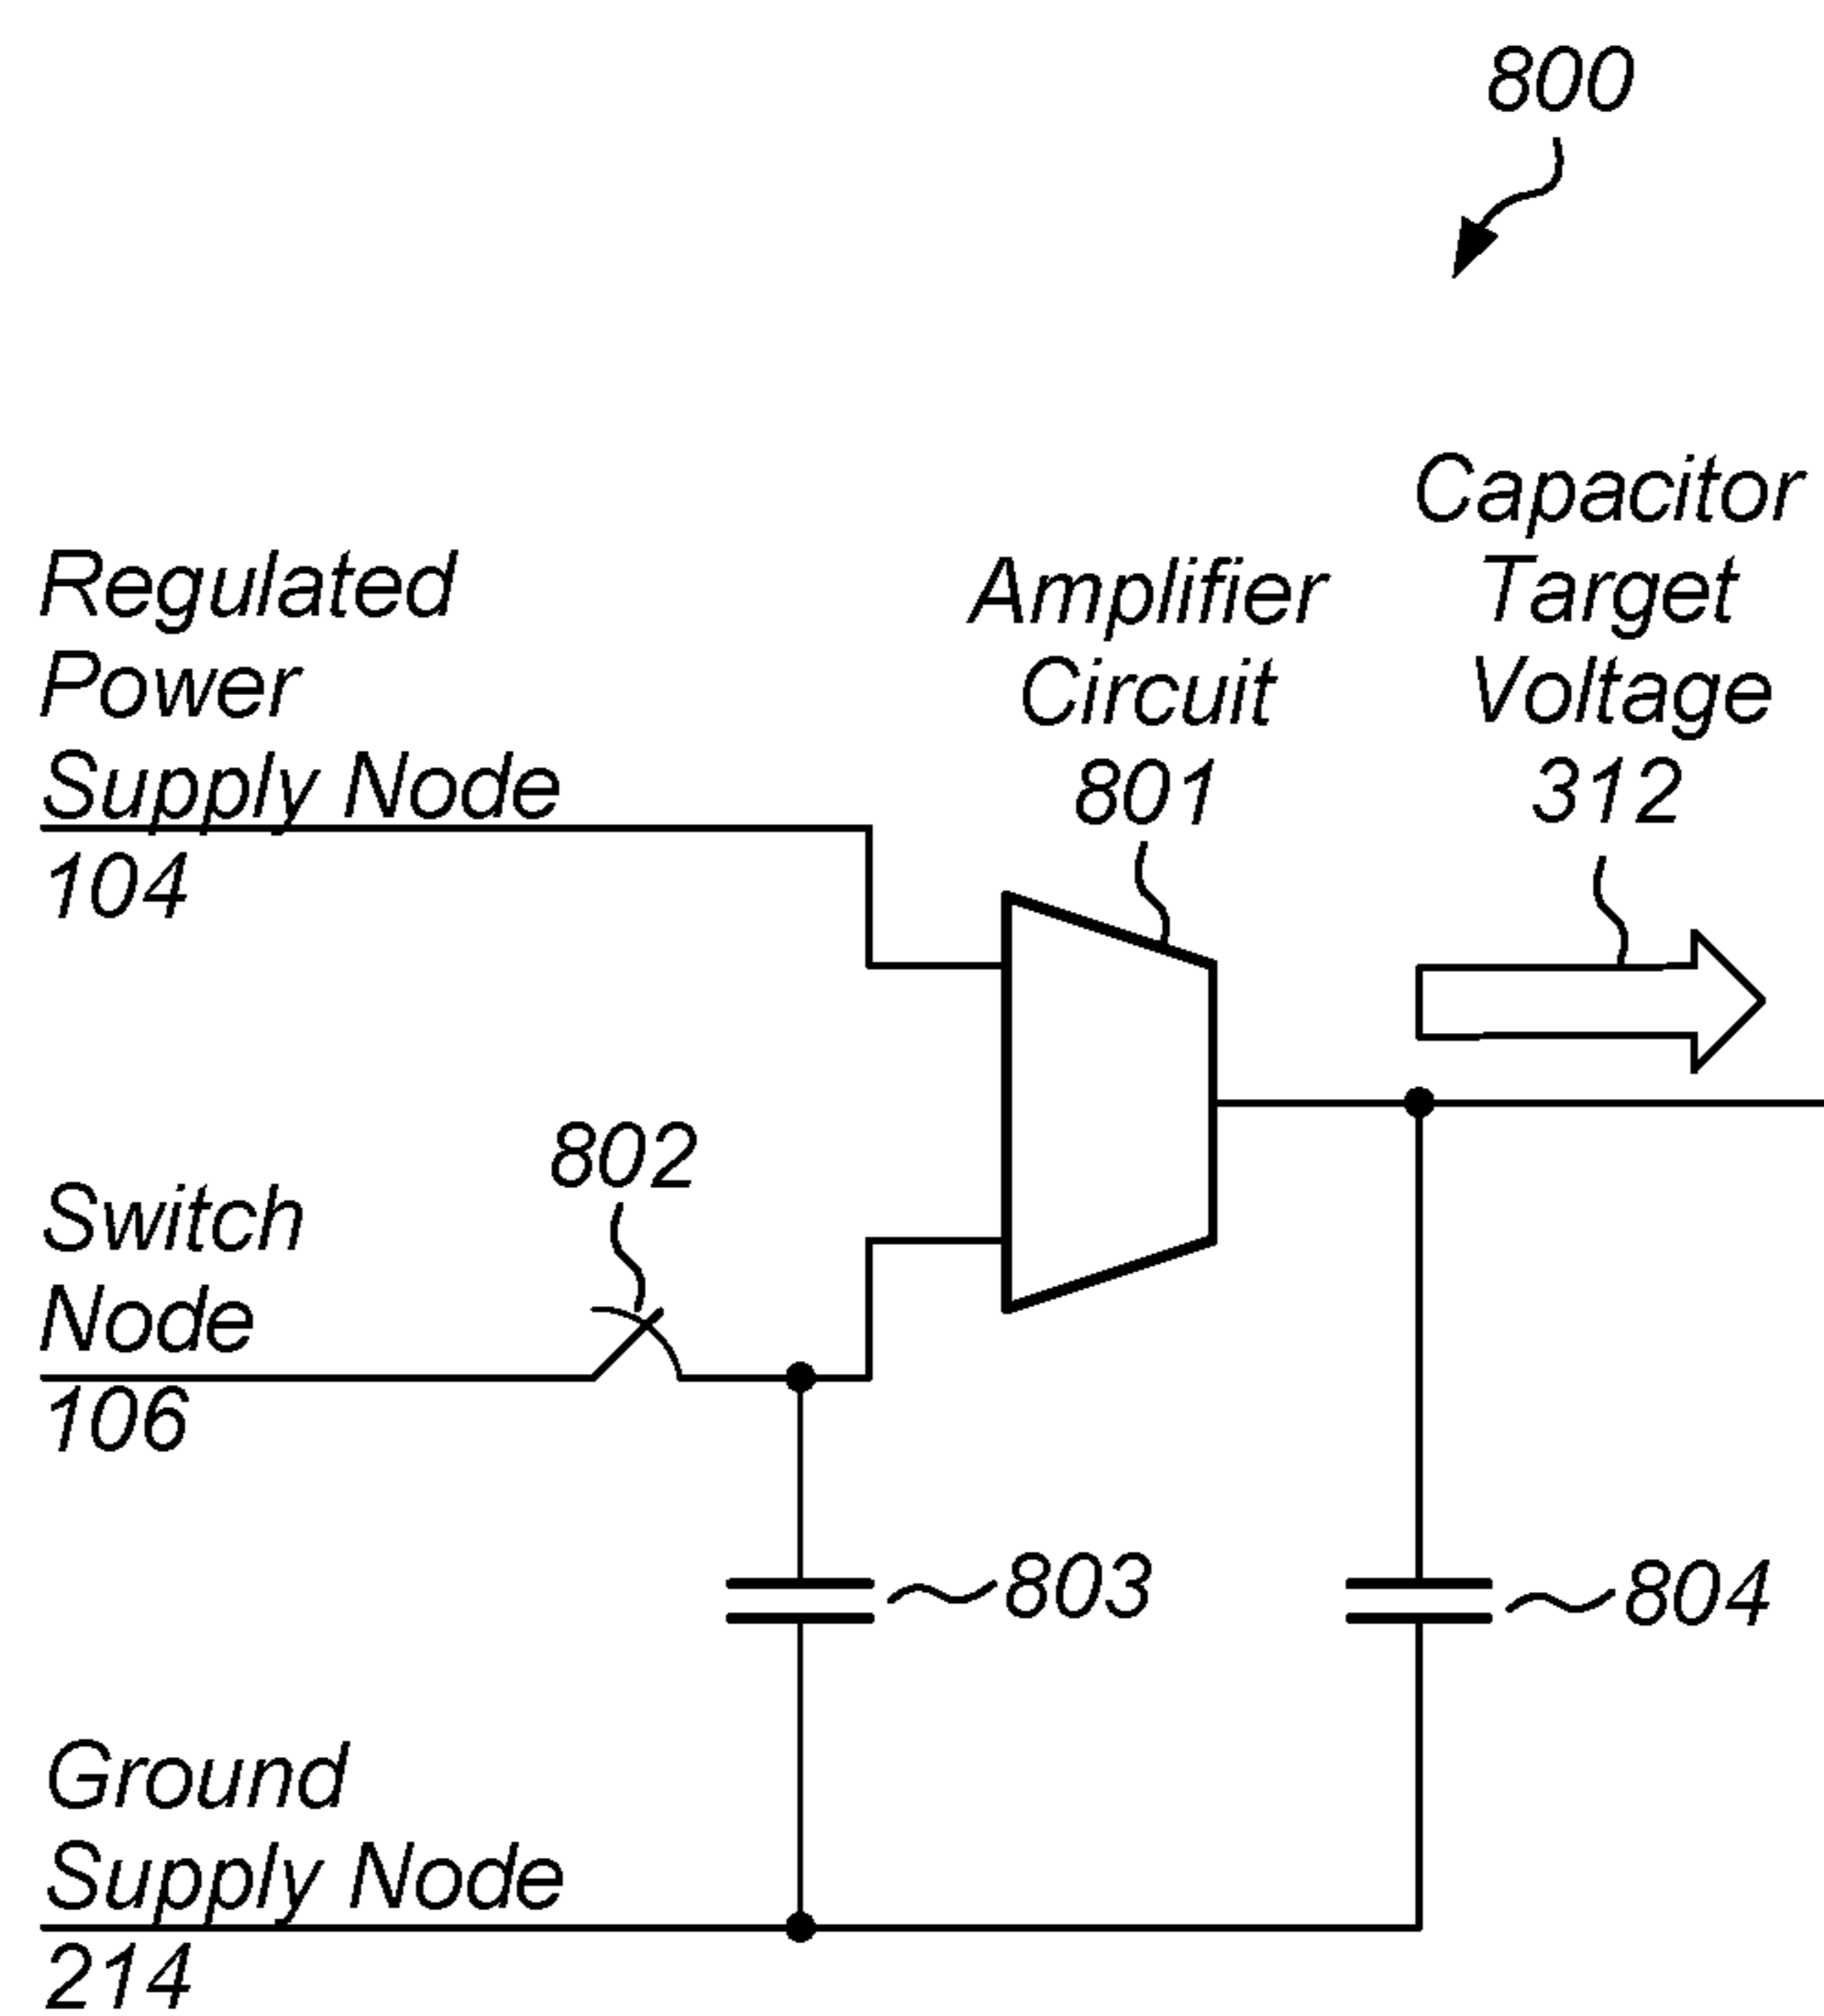 800
Capacitor
Target
Voltage
312
Amplifier
Circuit
801
Regulated
Power
Supply Node
104
802
Switch
Node
106
803
804
Ground
Supply Node
214